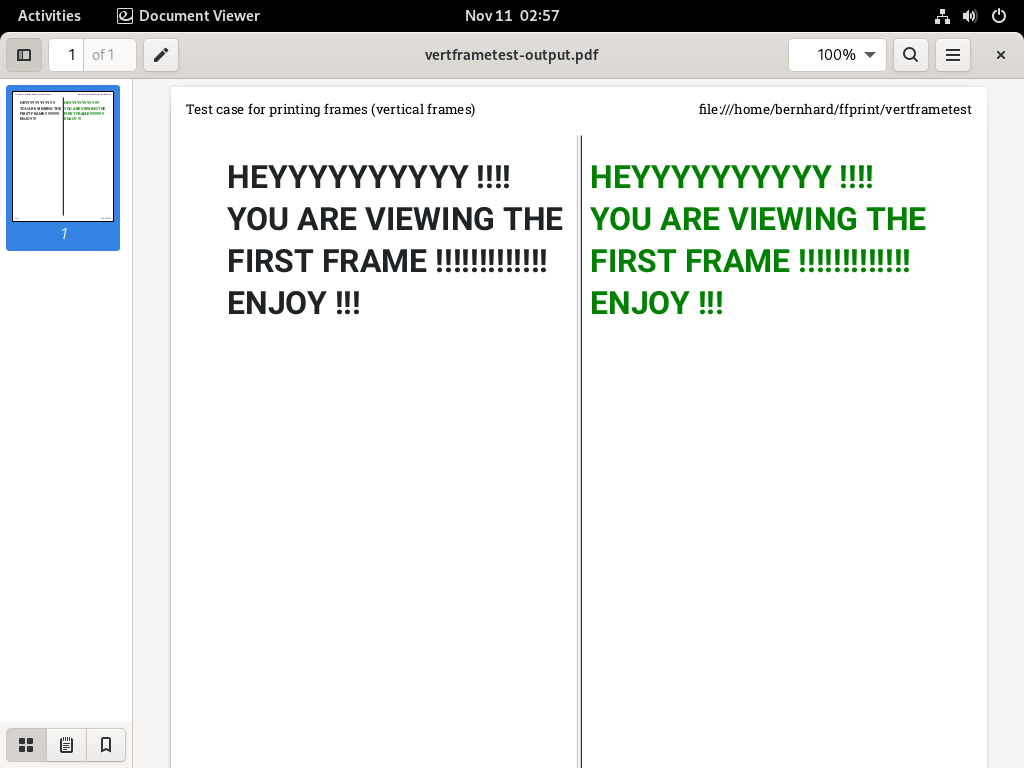 Activities
Document Viewer
Nov 11 02:57
1
of 1
vertframetest-output.pdf
100%
1
Test case for printing frames (vertical frames)
file:///home/bernhard/ffprint/vertframetest
HEYYYYYYYYYY !!!!
YOU ARE VIEWING THE
FIRST FRAME !!!!!!!!!!!!!
ENJOY !!!
HEYYYYYYYYYY !!!!
YOU ARE VIEWING THE
FIRST FRAME !!!!!!!!!!!!!
ENJOY !!!